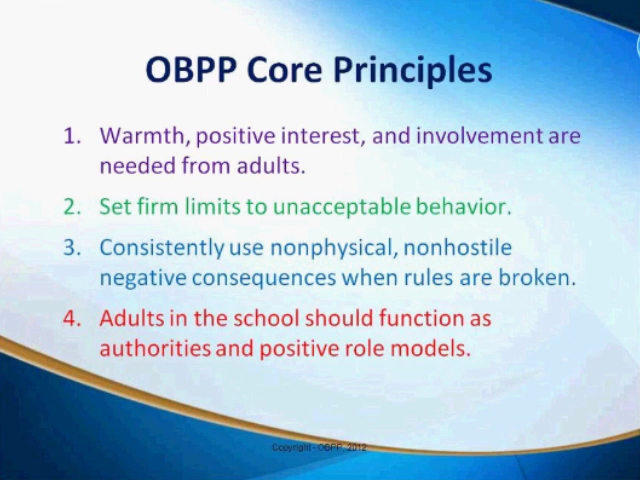 OBPP Core Principles
1. Warmth, positive interest, and involvement are
needed from adults.
2. Set firm limits to unacceptable behavior.
3. Consistently use nonphysical, nonhostile
negative consequences when rules are broken.
4. Adults in the school should function as
authorities and positive role models.
Copyright - OBPP, 2012